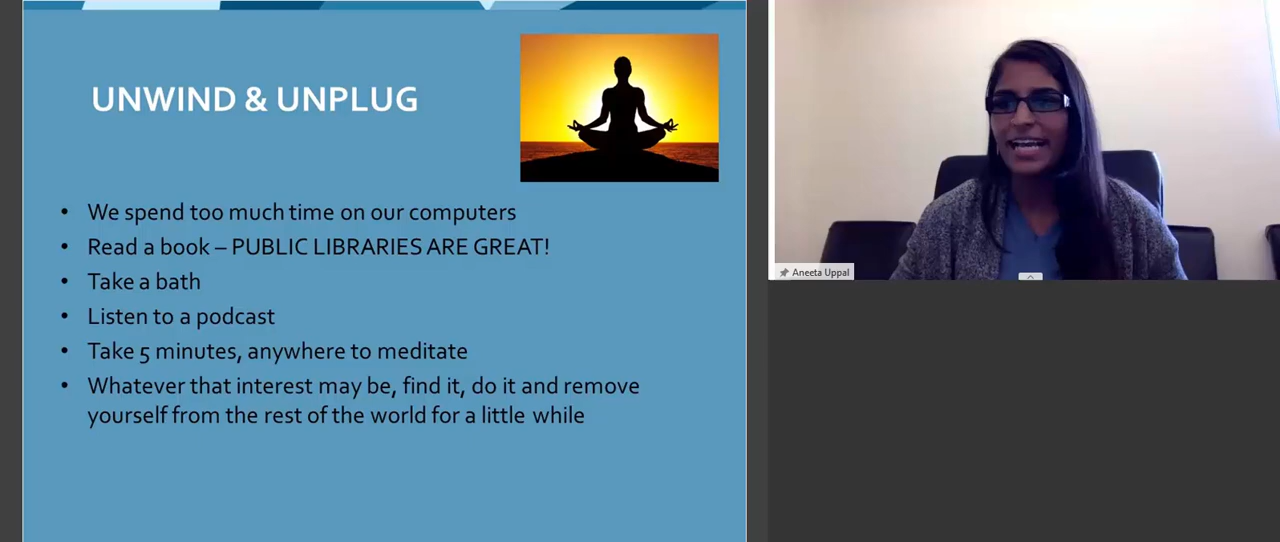 UNWIND & UNPLUG
• We spend too much time on our computers
• Read a book – PUBLIC LIBRARIES ARE GREAT!
• Take a bath
• Listen to a podcast
• Take 5 minutes, anywhere to meditate
• Whatever that interest may be, find it, do it and remove
yourself from the rest of the world for a little while
Aneeta Uppal